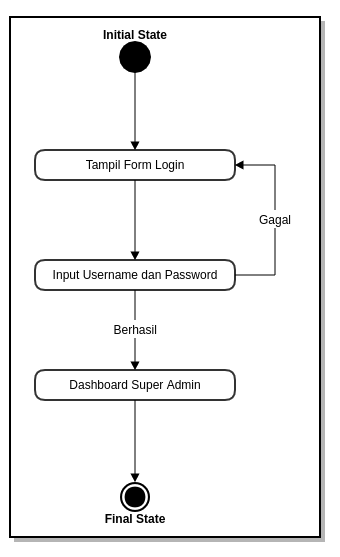 Initial State
Tampil Form Login
Gagal
Input Username dan Password
Berhasil
Dashboard Super Admin
Final State